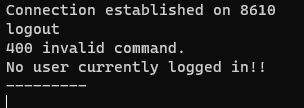 Connection established on 8610
logout
400 invalid command.
No user currently logged in!!
---------